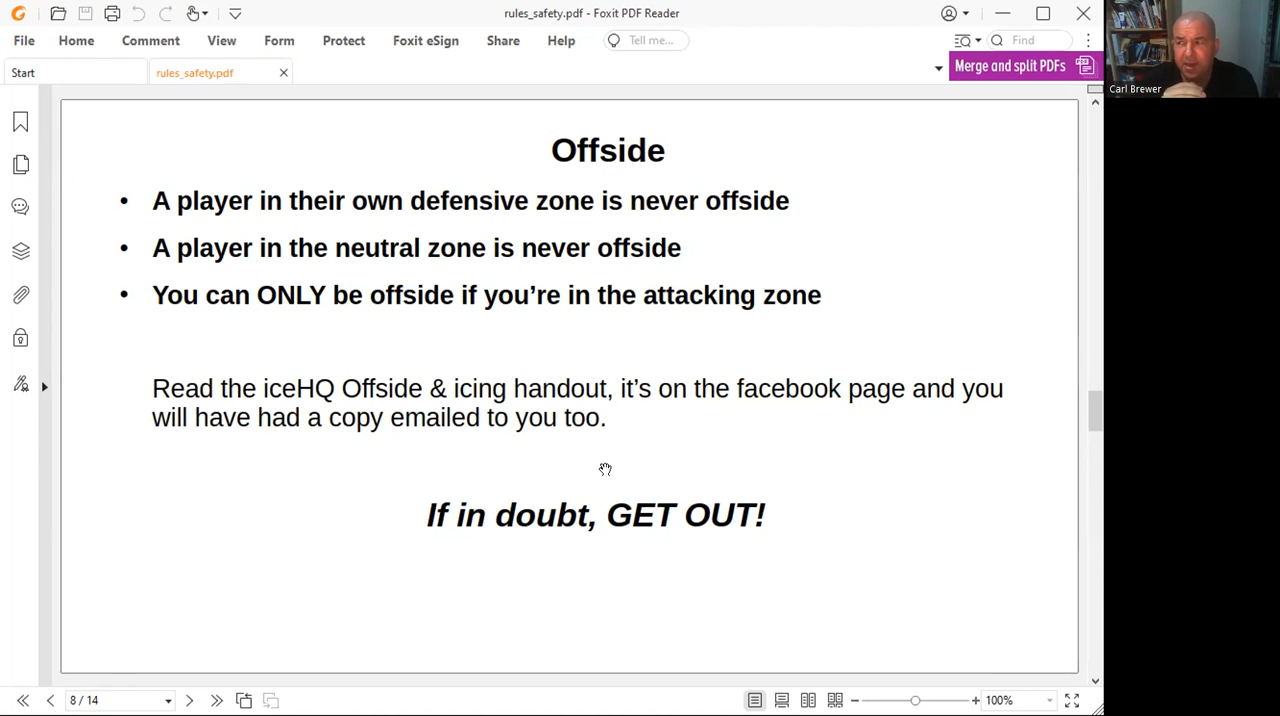 rules_safety.pdf - Foxit PDF Reader
File Home Comment View Form Protect Foxit eSign Share Help Tell me... Find
Start rules_safety.pdf Merge and split PDFs
Carl Brewer
Offside
• A player in their own defensive zone is never offside
• A player in the neutral zone is never offside
• You can ONLY be offside if you’re in the attacking zone
Read the iceHQ Offside & icing handout, it’s on the facebook page and you
will have had a copy emailed to you too.
If in doubt, GET OUT!
8 / 14 100%